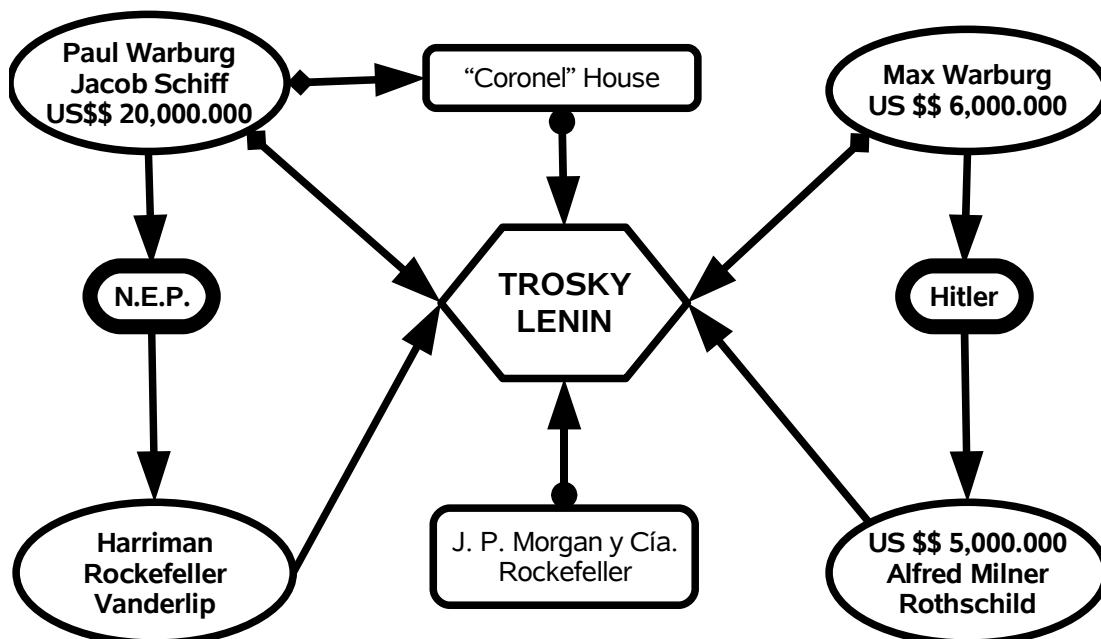 Paul Warburg
Jacob Schiff
US$$ 20,000.000
“Coronel” House
Max Warburg
US $$ 6,000.000
N.E.P.
TROSKY
LENIN
Hitler
Harriman
Rockefeller
Vanderlip
J. P. Morgan y Cía.
Rockefeller
US $$ 5,000.000
Alfred Milner
Rothschild